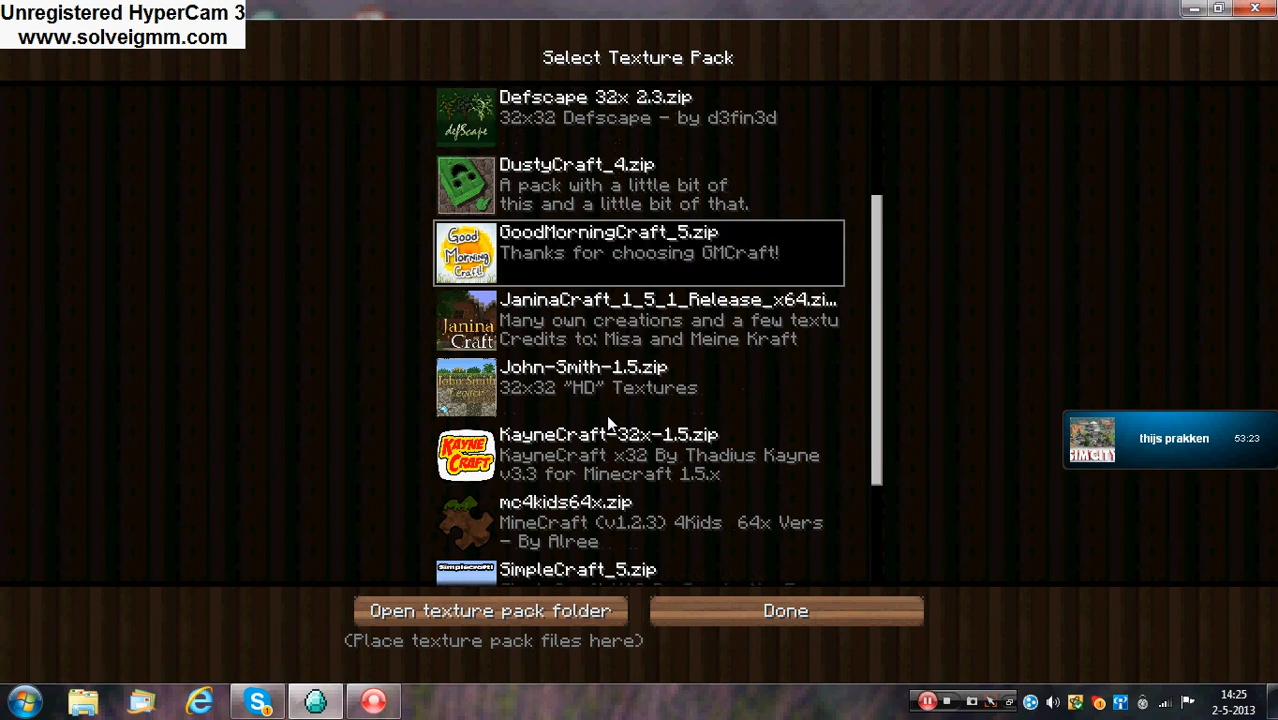 Unregistered HyperCam 3
www.solveigmm.com
Select Texture Pack
defScape
Defscape 32x 2.3.zip
32x32 Defscape - by d3fin3d
DustyCraft_4.zip
A pack with a little bit of
this and a little bit of that.
Good
Morning
Craft!
GoodMorningCraft_5.zip
Thanks for choosing GMCraft!
Janina
Craft
JaninaCraft_1_5_1_Release_x64.zi...
Many own creations and a few textu
Credits to: Misa and Meine Kraft
John Smith
Legacy
John-Smith-1.5.zip
32x32 "HD" Textures
KAYNE
CRAFT
KayneCraft-32x-1.5.zip
KayneCraft x32 By Thadius Kayne
v3.3 for Minecraft 1.5.x
mc4kids64x.zip
MineCraft (v1.2.3) 4Kids 64x Vers
- By Alree
Simplecraft!
SimpleCraft_5.zip
SIMCITY
thijs prakken
53:23
Open texture pack folder
Done
(Place texture pack files here)
14:25
2-5-2013